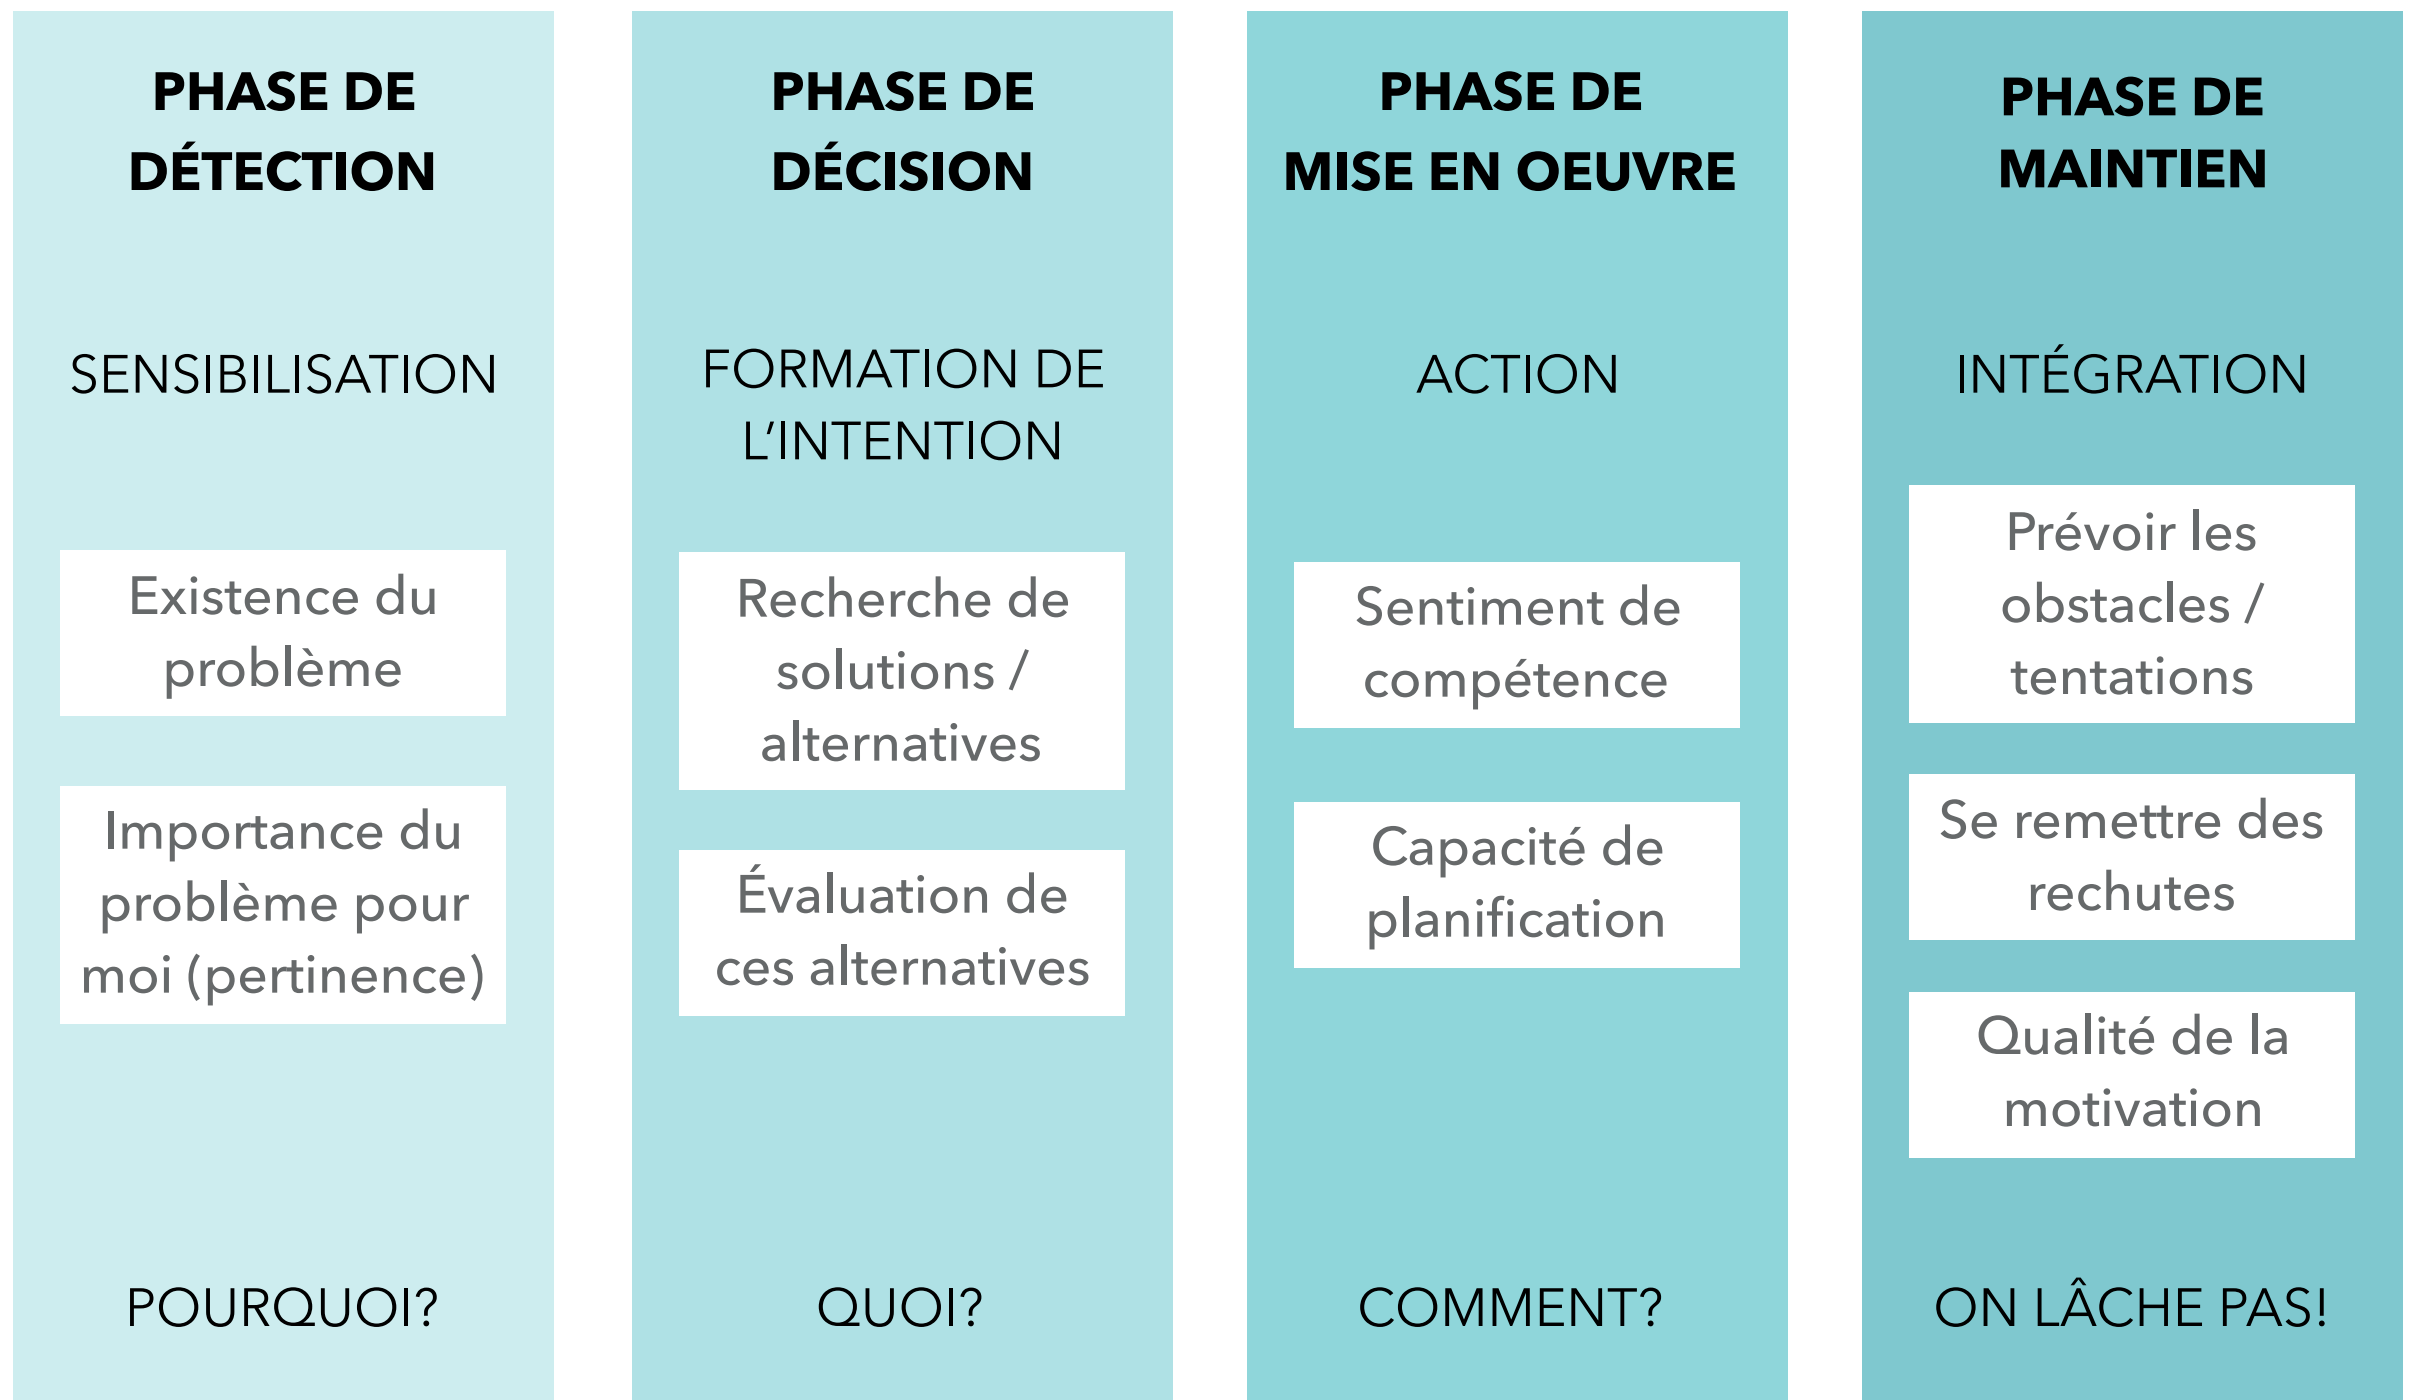 PHASE DE
DÉTECTION
SENSIBILISATION
Existence du
problème
Importance du
problème pour
moi (pertinence)
POURQUOI?
PHASE DE
DÉCISION
FORMATION DE
L'INTENTION
Recherche de
solutions /
alternatives
Évaluation de
ces alternatives
QUOI?
PHASE DE
MISE EN OEUVRE
ACTION
Sentiment de
compétence
Capacité de
planification
COMMENT?
PHASE DE
MAINTIEN
INTÉGRATION
Prévoir les
obstacles /
tentations
Se remettre des
rechutes
Qualité de la
motivation
ON LÂCHE PAS!